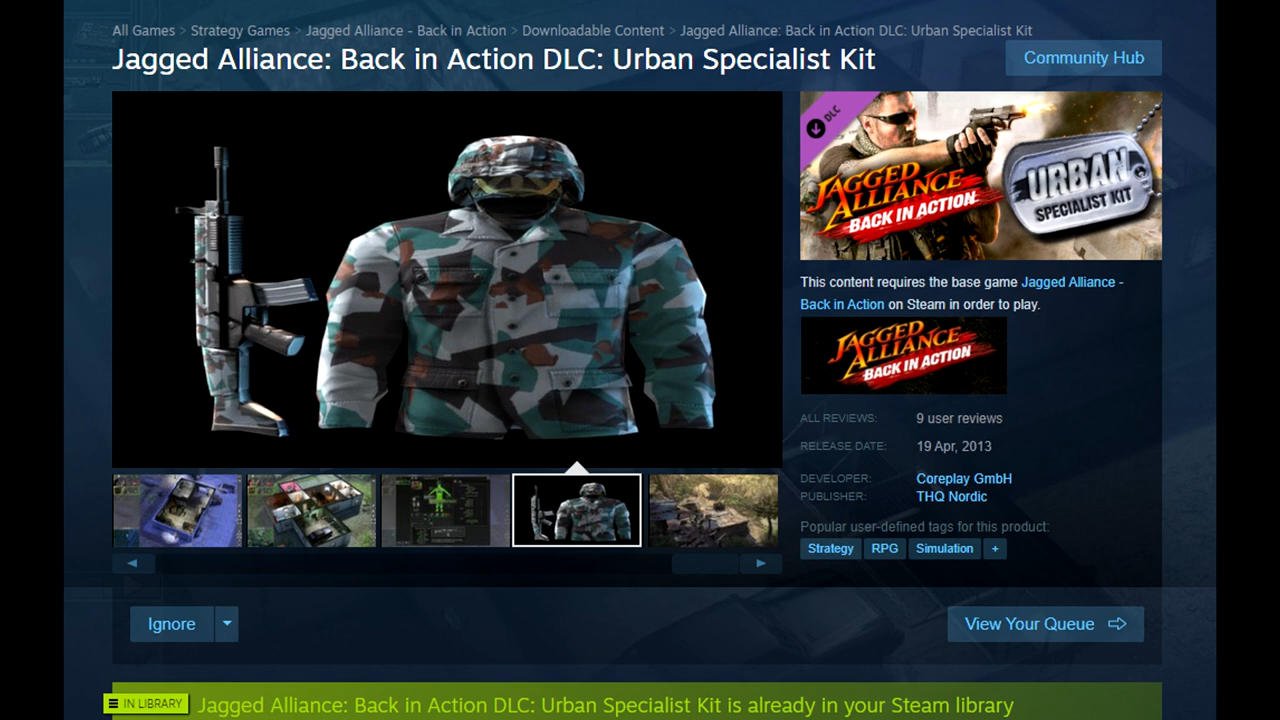 All Games > Strategy Games > Jagged Alliance - Back in Action > Downloadable Content > Jagged Alliance: Back in Action DLC: Urban Specialist Kit
Jagged Alliance: Back in Action DLC: Urban Specialist Kit
Community Hub
DLC
JAGGED
ALLIANCE
BACK IN ACTION
URBAN
SPECIALIST KIT
This content requires the base game Jagged Alliance -
Back in Action on Steam in order to play.
JAGGED
ALLIANCE
BACK IN ACTION
ALL REVIEWS: 9 user reviews
RELEASE DATE: 19 Apr, 2013
DEVELOPER: Coreplay GmbH
PUBLISHER: THQ Nordic
Popular user-defined tags for this product:
Strategy RPG Simulation +
Ignore
View Your Queue
IN LIBRARY Jagged Alliance: Back in Action DLC: Urban Specialist Kit is already in your Steam library